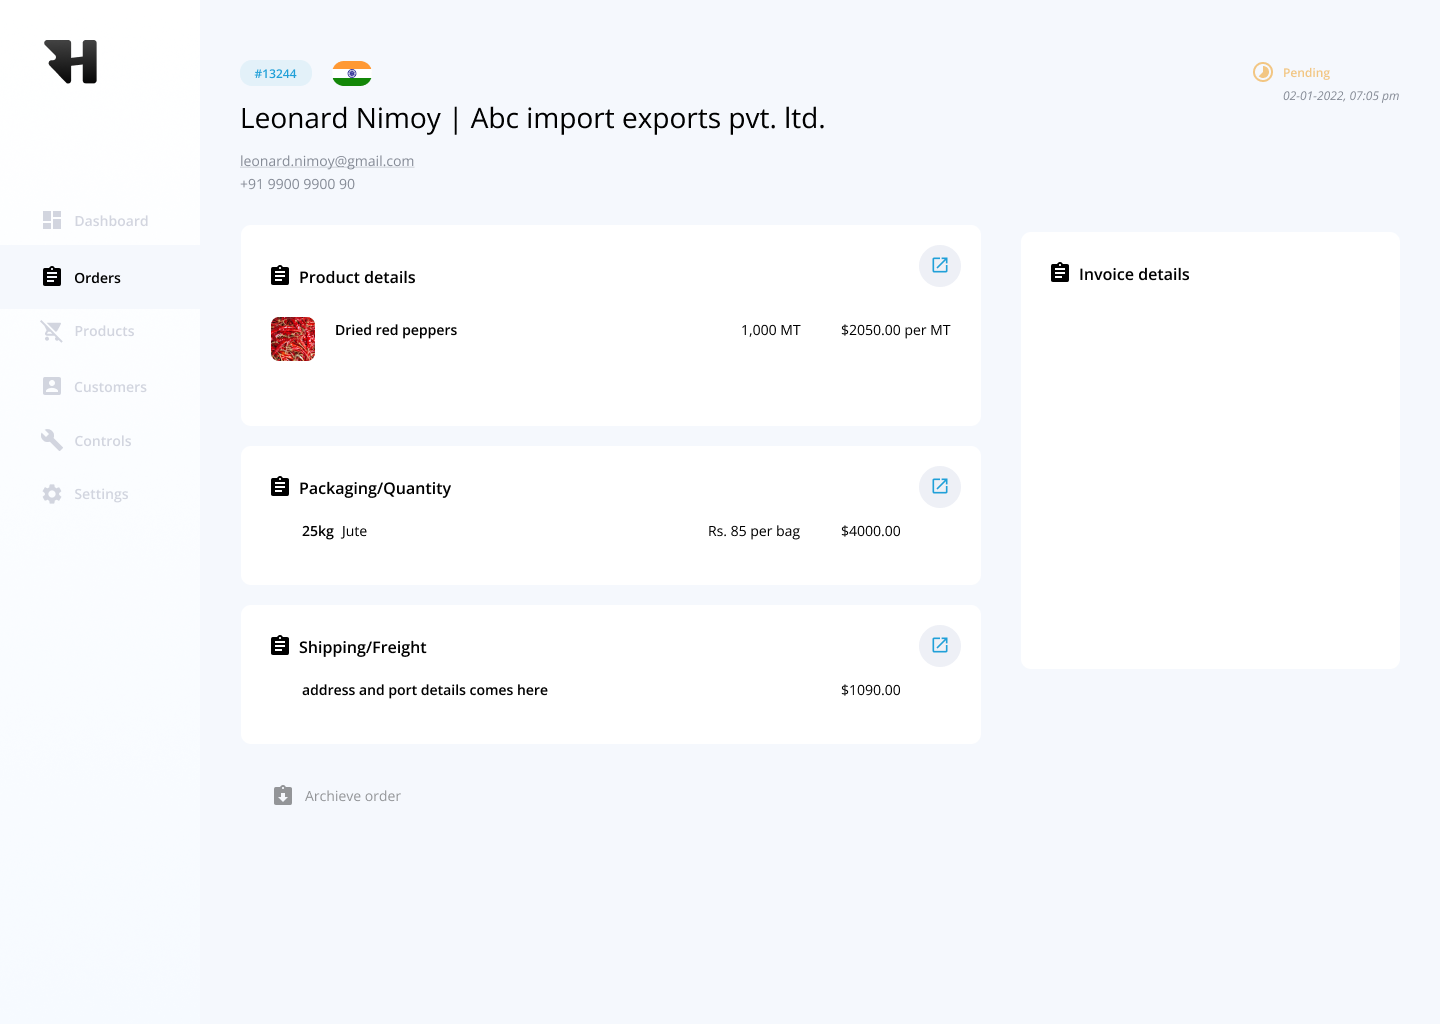 #13244
Pending
02-01-2022, 07:05 pm
Leonard Nimoy | Abc import exports pvt. ltd.
leonard.nimoy@gmail.com
+91 9900 9900 90
Dashboard
Orders
Products
Customers
Controls
Settings
Product details
Dried red peppers 1,000 MT $2050.00 per MT
Packaging/Quantity
25kg Jute Rs. 85 per bag $4000.00
Shipping/Freight
address and port details comes here $1090.00
Archieve order
Invoice details